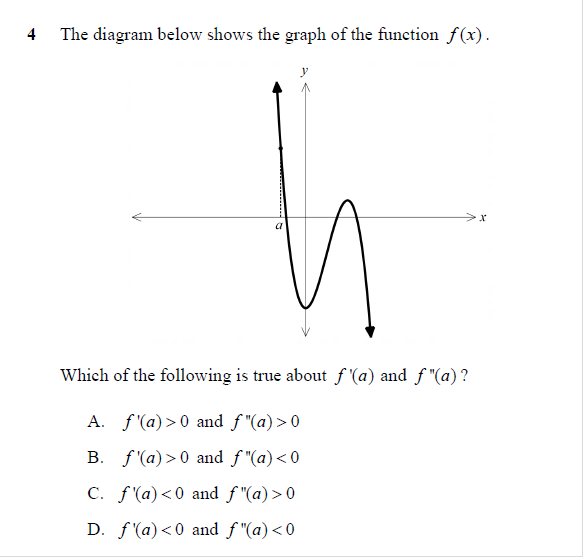 4 The diagram below shows the graph of the function f(x).
y
x
a
Which of the following is true about f'(a) and f"(a)?
A. f'(a)>0 and f"(a)>0
B. f'(a)>0 and f"(a)<0
C. f'(a)<0 and f"(a)>0
D. f'(a)<0 and f"(a)<0